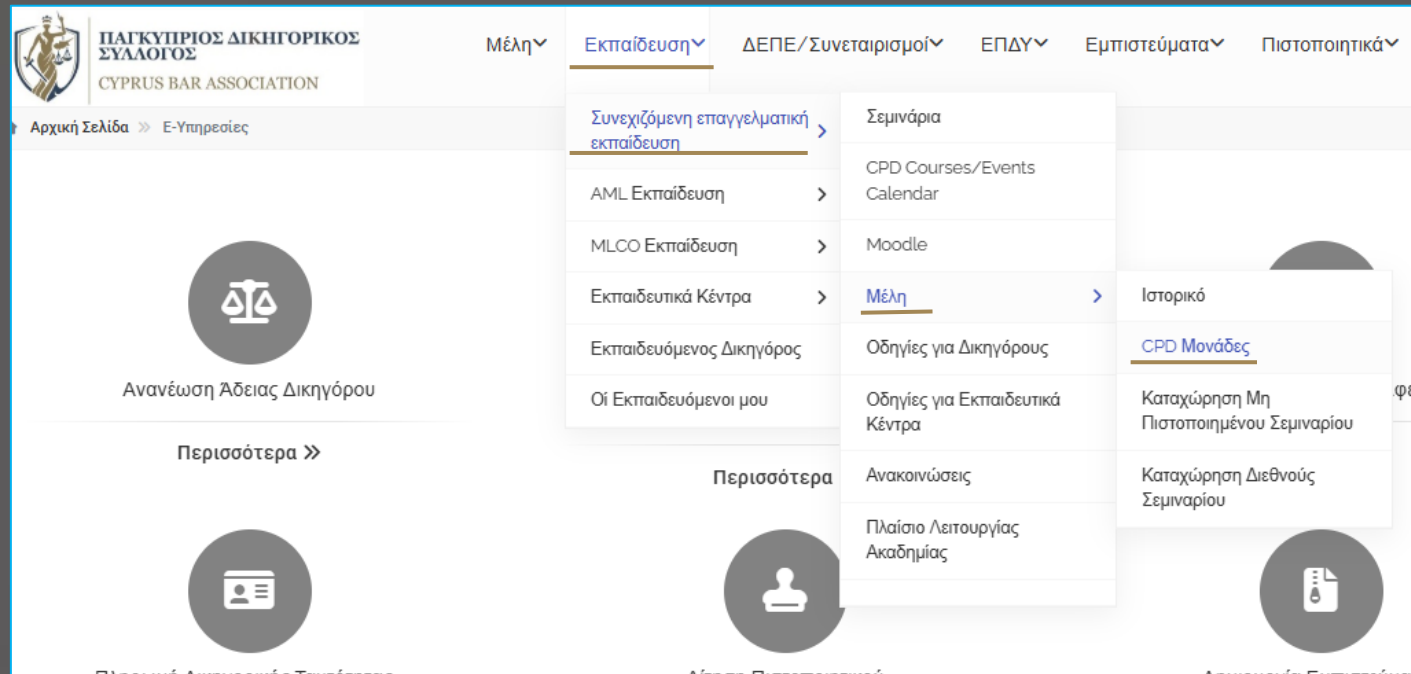 ΠΑΓΚΥΠΡΙΟΣ ΔΙΚΗΓΟΡΙΚΟΣ
ΣΥΛΛΟΓΟΣ
CYPRUS BAR ASSOCIATION
Μέλη
Εκπαίδευση
ΔΕΠΕ/Συνεταιρισμοί
ΕΠΔΥ
Εμπιστεύματα
Πιστοποιητικά
Αρχική Σελίδα » Ε-Υπηρεσίες
Συνεχιζόμενη επαγγελματική
εκπαίδευση
AML Εκπαίδευση
MLCO Εκπαίδευση
Εκπαιδευτικά Κέντρα
Εκπαιδευόμενος Δικηγόρος
Οί Εκπαιδευόμενοι μου
Σεμινάρια
CPD Courses/Events
Calendar
Moodle
Μέλη
Οδηγίες για Δικηγόρους
Οδηγίες για Εκπαιδευτικά
Κέντρα
Ανακοινώσεις
Πλαίσιο Λειτουργίας
Ακαδημίας
Ιστορικό
CPD Μονάδες
Καταχώρηση Μη
Πιστοποιημένου Σεμιναρίου
Καταχώρηση Διεθνούς
Σεμιναρίου
Ανανέωση Άδειας Δικηγόρου
Περισσότερα »
Περισσότερα